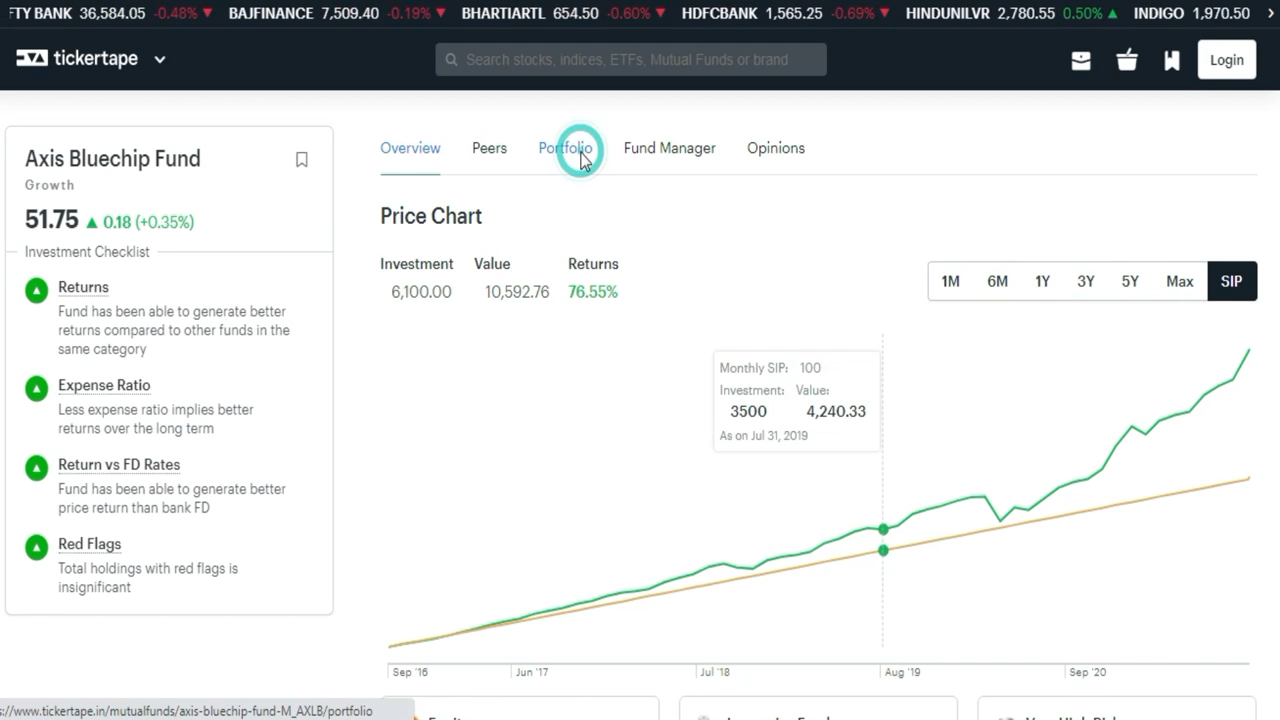 FTY BANK 36,584.05 -0.48% ▼ BAJFINANCE 7,509.40 -0.19% ▼ BHARTIARTL 654.50 -0.60% ▼ HDFCBANK 1,565.25 -0.69% ▼ HINDUNILVR 2,780.55 0.50% ▲ INDIGO 1,970.50
tickertape
Search stocks, indices, ETFs, Mutual Funds or brand
Login
Axis Bluechip Fund
Growth
51.75 ▲ 0.18 (+0.35%)
Investment Checklist
Returns
Fund has been able to generate better
returns compared to other funds in the
same category
Expense Ratio
Less expense ratio implies better
returns over the long term
Return vs FD Rates
Fund has been able to generate better
price return than bank FD
Red Flags
Total holdings with red flags is
insignificant
Overview Peers Portfolio Fund Manager Opinions
Price Chart
Investment Value Returns
6,100.00 10,592.76 76.55%
1M 6M 1Y 3Y 5Y Max SIP
Monthly SIP: 100
Investment: Value:
3500 4,240.33
As on Jul 31, 2019
Sep '16 Jun '17 Jul '18 Aug '19 Sep '20
s://www.tickertape.in/mutualfunds/axis-bluechip-fund-M_AXLB/portfolio